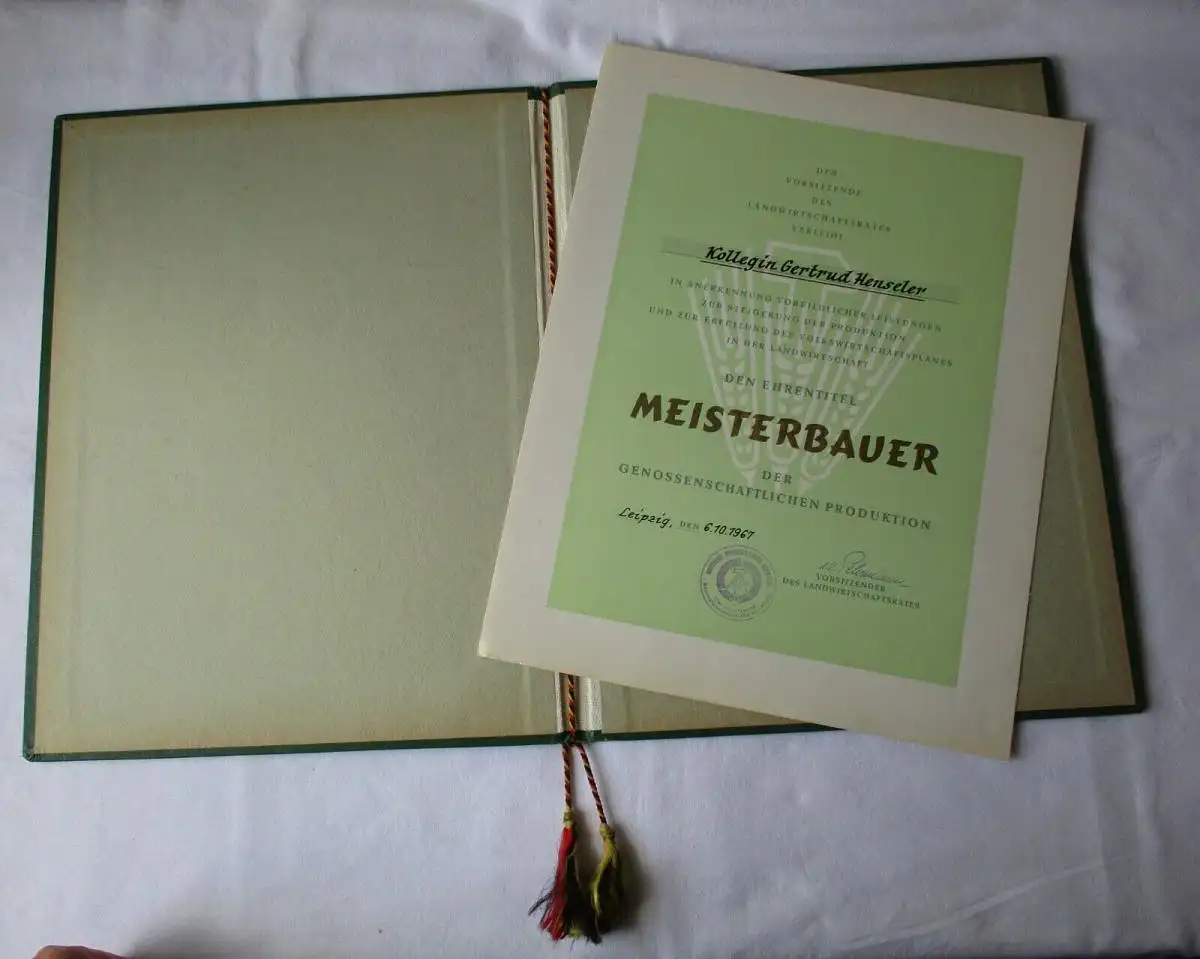 DER
VORSITZENDE
DES
LANDWIRTSCHAFTSRATES
VERLEIHT
Kollegin Gertrud Henseler
IN ANERKENNUNG VORBILDLICHER LEISTUNGEN
ZUR STEIGERUNG DER PRODUKTION
UND ZUR ERFÜLLUNG DES VOLKSWIRTSCHAFTSPLANES
IN DER LANDWIRTSCHAFT
DEN EHRENTITEL
MEISTERBAUER
DER
GENOSSENSCHAFTLICHEN PRODUKTION
Leipzig, DEN 6.10.1967
VORSITZENDER
DES LANDWIRTSCHAFTSRATES